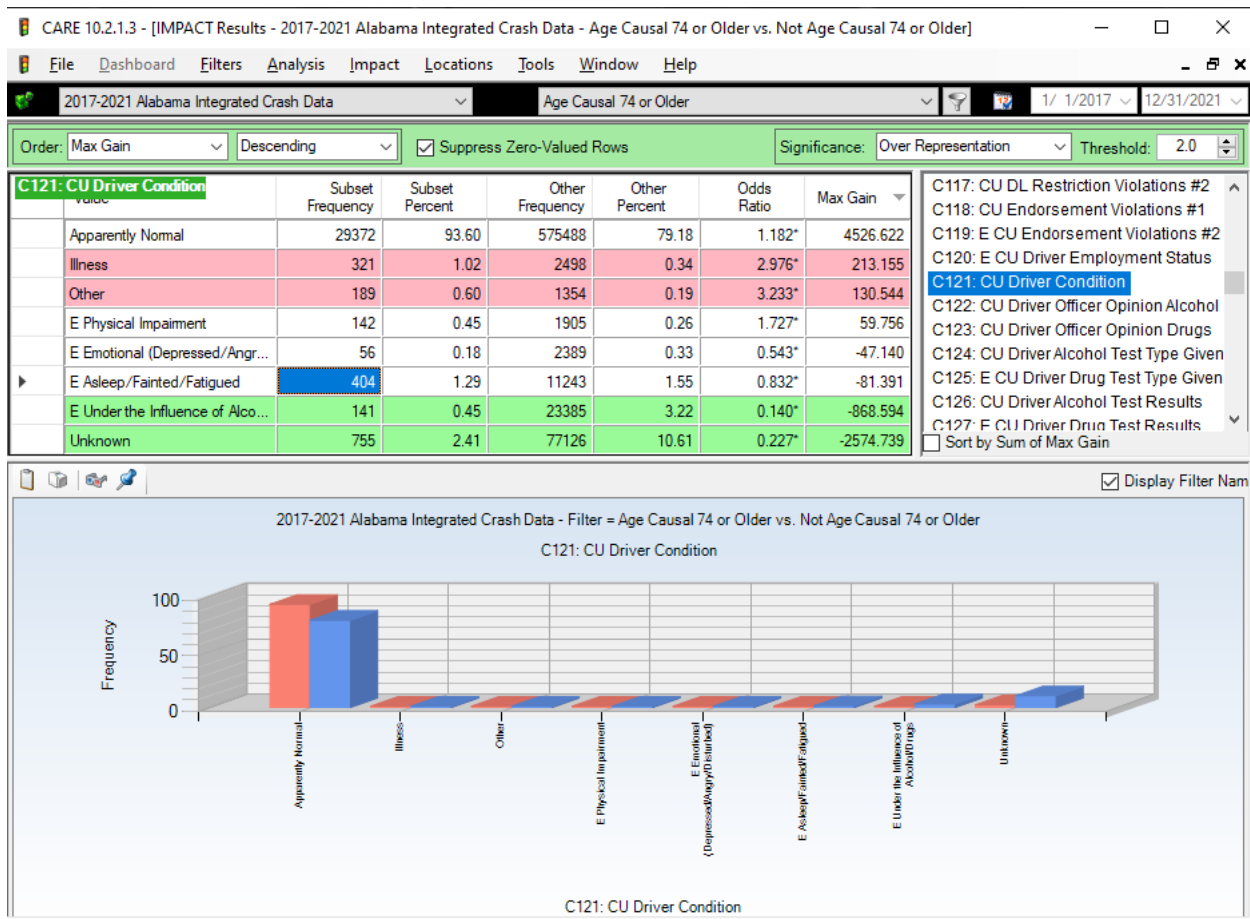 CARE 10.2.1.3 - [IMPACT Results - 2017-2021 Alabama Integrated Crash Data - Age Causal 74 or Older vs. Not Age Causal 74 or Older]
File Dashboard Filters Analysis Impact Locations Tools Window Help
2017-2021 Alabama Integrated Crash Data Age Causal 74 or Older 1/ 1/2017 12/31/2021
Order: Max Gain Descending Suppress Zero-Valued Rows Significance: Over Representation Threshold: 2.0
C121: CU Driver Condition Subset Frequency Subset Percent Other Frequency Other Percent Odds Ratio Max Gain
Apparently Normal 29372 93.60 575488 79.18 1.182* 4526.622
Illness 321 1.02 2498 0.34 2.976* 213.155
Other 189 0.60 1354 0.19 3.233* 130.544
E Physical Impairment 142 0.45 1905 0.26 1.727* 59.756
E Emotional (Depressed/Angr... 56 0.18 2389 0.33 0.543* -47.140
E Asleep/Fainted/Fatigued 404 1.29 11243 1.55 0.832* -81.391
E Under the Influence of Alco... 141 0.45 23385 3.22 0.140* -868.594
Unknown 755 2.41 77126 10.61 0.227* -2574.739
C117: CU DL Restriction Violations #2
C118: CU Endorsement Violations #1
C119: E CU Endorsement Violations #2
C120: E CU Driver Employment Status
C121: CU Driver Condition
C122: CU Driver Officer Opinion Alcohol
C123: CU Driver Officer Opinion Drugs
C124: CU Driver Alcohol Test Type Given
C125: E CU Driver Drug Test Type Given
C126: CU Driver Alcohol Test Results
C127: E CU Driver Drug Test Results
Sort by Sum of Max Gain
Display Filter Nam
2017-2021 Alabama Integrated Crash Data - Filter = Age Causal 74 or Older vs. Not Age Causal 74 or Older
C121: CU Driver Condition
Frequency
100
50
0
Apparently Normal
Illness
Other
E Physical Impairment
E Emotional
(Depressed/Angry/Disturbed)
E Asleep/Fainted/Fatigued
E Under the Influence of
Alcohol/Drugs
Unknown
C121: CU Driver Condition